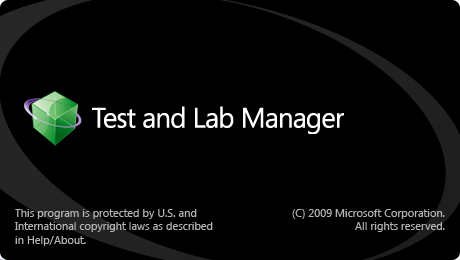 Test and Lab Manager
This program is protected by U.S. and
International copyright laws as described
in Help/About.
(C) 2009 Microsoft Corporation.
All rights reserved.